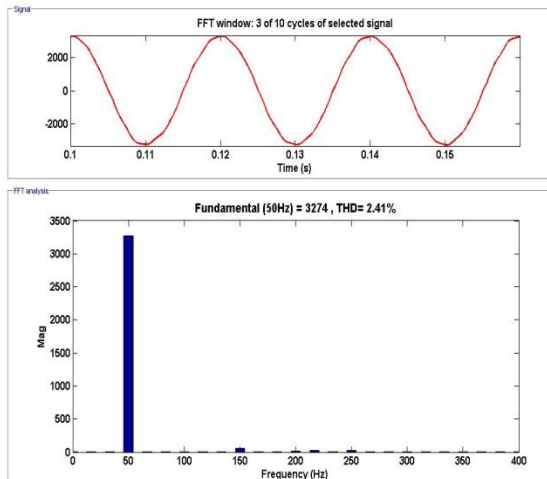 Signal
FFT window: 3 of 10 cycles of selected signal
2000
0
-2000
0.1 0.11 0.12 0.13 0.14 0.15
Time (s)
FFT analysis
Fundamental (50Hz) = 3274 , THD= 2.41%
3500
3000
2500
2000
1500
1000
500
0
Mag
0 50 100 150 200 250 300 350 400
Frequency (Hz)